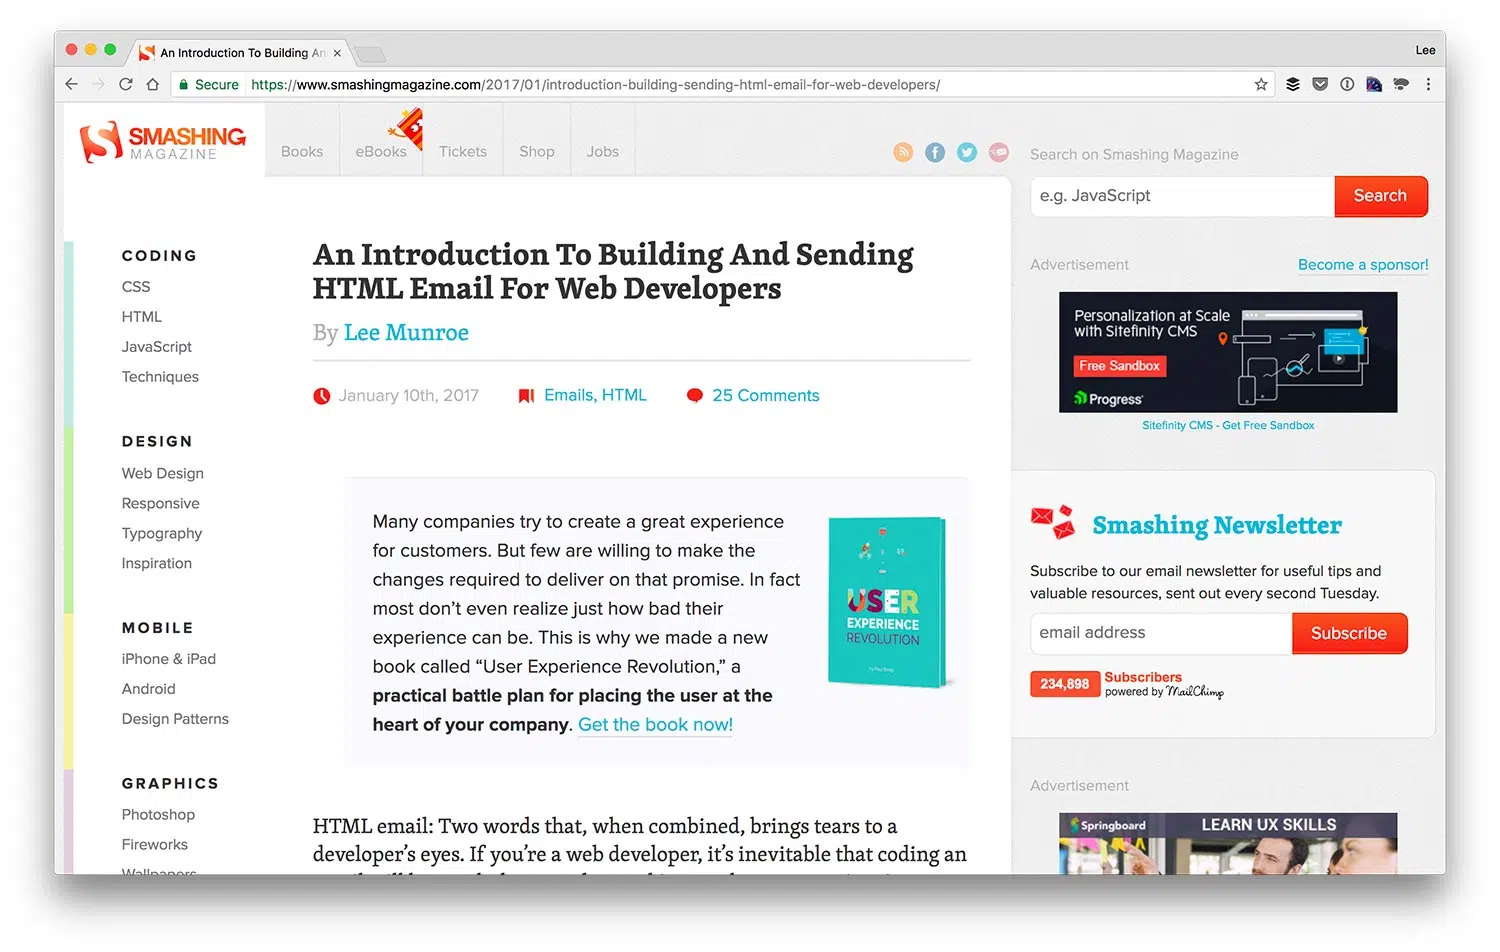 An Introduction To Building An
Lee
Secure https://www.smashingmagazine.com/2017/01/introduction-building-sending-html-email-for-web-developers/
SMASHING
MAGAZINE
Books
eBooks
Tickets
Shop
Jobs
Search on Smashing Magazine
e.g. JavaScript
Search
CODING
CSS
HTML
JavaScript
Techniques
DESIGN
Web Design
Responsive
Typography
Inspiration
MOBILE
iPhone & iPad
Android
Design Patterns
GRAPHICS
Photoshop
Fireworks
Wallpapers
An Introduction To Building And Sending
HTML Email For Web Developers
By Lee Munroe
January 10th, 2017
Emails, HTML
25 Comments
Many companies try to create a great experience
for customers. But few are willing to make the
changes required to deliver on that promise. In fact
most don’t even realize just how bad their
experience can be. This is why we made a new
book called “User Experience Revolution,” a
practical battle plan for placing the user at the
heart of your company. Get the book now!
USER
EXPERIENCE
REVOLUTION
HTML email: Two words that, when combined, brings tears to a
developer’s eyes. If you’re a web developer, it’s inevitable that coding an
Advertisement
Become a sponsor!
Personalization at Scale
with Sitefinity CMS
Free Sandbox
Progress
Sitefinity CMS - Get Free Sandbox
Smashing Newsletter
Subscribe to our email newsletter for useful tips and
valuable resources, sent out every second Tuesday.
email address
Subscribe
234,898
Subscribers
powered by MailChimp
Advertisement
Springboard
LEARN UX SKILLS